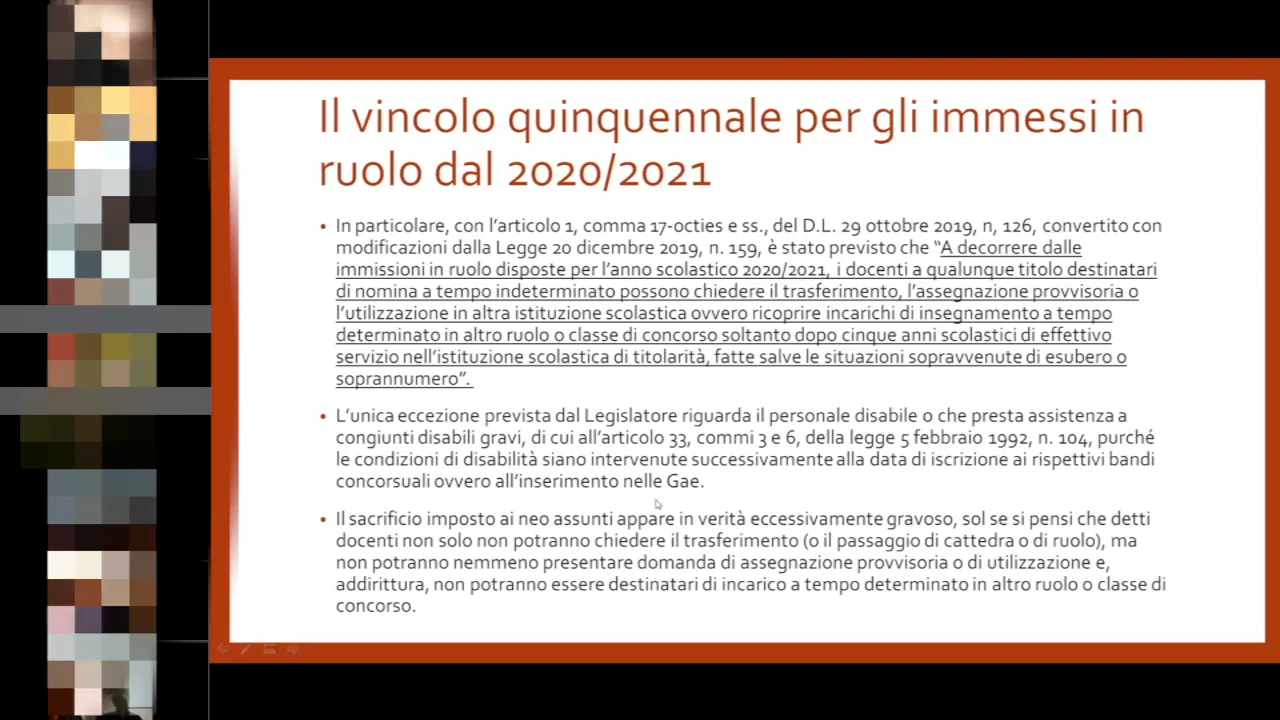 Il vincolo quinquennale per gli immessi in
ruolo dal 2020/2021
• In particolare, con l'articolo 1, comma 17-octies e ss., del D.L. 29 ottobre 2019, n, 126, convertito con
modificazioni dalla Legge 20 dicembre 2019, n. 159, è stato previsto che "A decorrere dalle
immissioni in ruolo disposte per l'anno scolastico 2020/2021, i docenti a qualunque titolo destinatari
di nomina a tempo indeterminato possono chiedere il trasferimento, l'assegnazione provvisoria o
l'utilizzazione in altra istituzione scolastica ovvero ricoprire incarichi di insegnamento a tempo
determinato in altro ruolo o classe di concorso soltanto dopo cinque anni scolastici di effettivo
servizio nell'istituzione scolastica di titolarità, fatte salve le situazioni sopravvenute di esubero o
soprannumero".
• L'unica eccezione prevista dal Legislatore riguarda il personale disabile o che presta assistenza a
congiunti disabili gravi, di cui all'articolo 33, commi 3 e 6, della legge 5 febbraio 1992, n. 104, purché
le condizioni di disabilità siano intervenute successivamente alla data di iscrizione ai rispettivi bandi
concorsuali ovvero all'inserimento nelle Gae.
• Il sacrificio imposto ai neo assunti appare in verità eccessivamente gravoso, sol se si pensi che detti
docenti non solo non potranno chiedere il trasferimento (o il passaggio di cattedra o di ruolo), ma
non potranno nemmeno presentare domanda di assegnazione provvisoria o di utilizzazione e,
addirittura, non potranno essere destinatari di incarico a tempo determinato in altro ruolo o classe di
concorso.